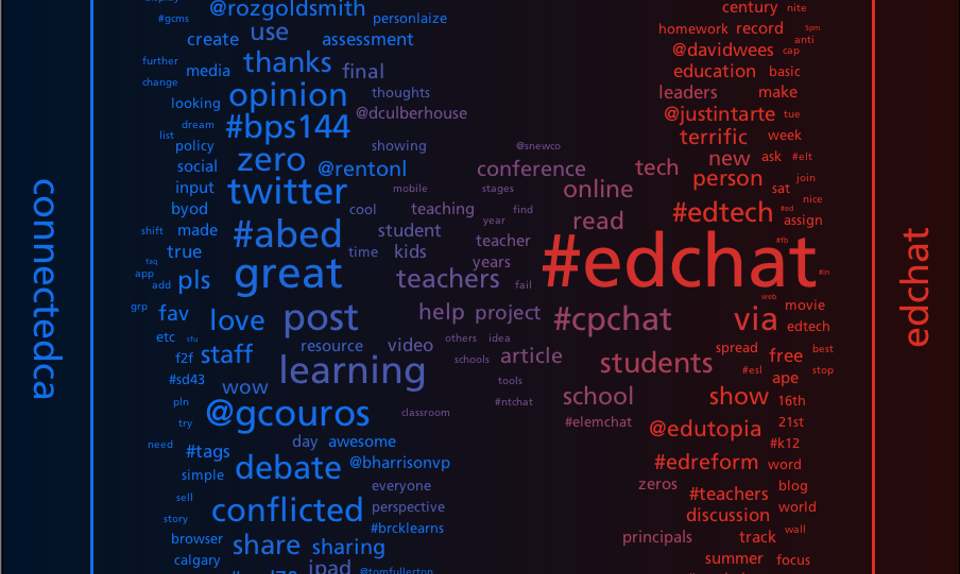 connectedca
@rozgoldsmith
#gcms
personlaize
create
use
assessment
further
media
thanks
final
change
looking
opinion
thoughts
@dculberhouse
dream
#bps144
list
policy
showing
social
zero
@rentonl
input
twitter
mobile
byod
cool
teaching
shift
made
#abed
student
true
time
kids
faq
app
add
pls
great
teachers
grp
fav
love
post
help
project
etc
sfu
resource
video
f2f
staff
learning
#sd43
wow
pln
@gcouros
classroom
try
need
day
awesome
#tags
debate
@bharrisonvp
simple
everyone
sell
conflicted
perspective
story
#brcklearns
browser
share
sharing
calgary
ipad
@tomfullerton
@snewco
conference
stages
online
find
year
read
teacher
years
fail
#edchat
#cpchat
others
idea
schools
article
tools
students
#ntchat
school
#elemchat
century
nite
homework
record
5pm
anti
@davidwees
cap
education
basic
leaders
make
@justintarte
tue
terrific
week
tech
new
ask
#elt
person
join
sat
nice
#edtech
#ed
assign
#fb
#in
web
movie
via
edtech
spread
free
best
#esl
stop
ape
show
16th
21st
@edutopia
#k12
#edreform
word
zeros
#teachers
blog
discussion
world
wall
principals
track
summer
focus
edchat